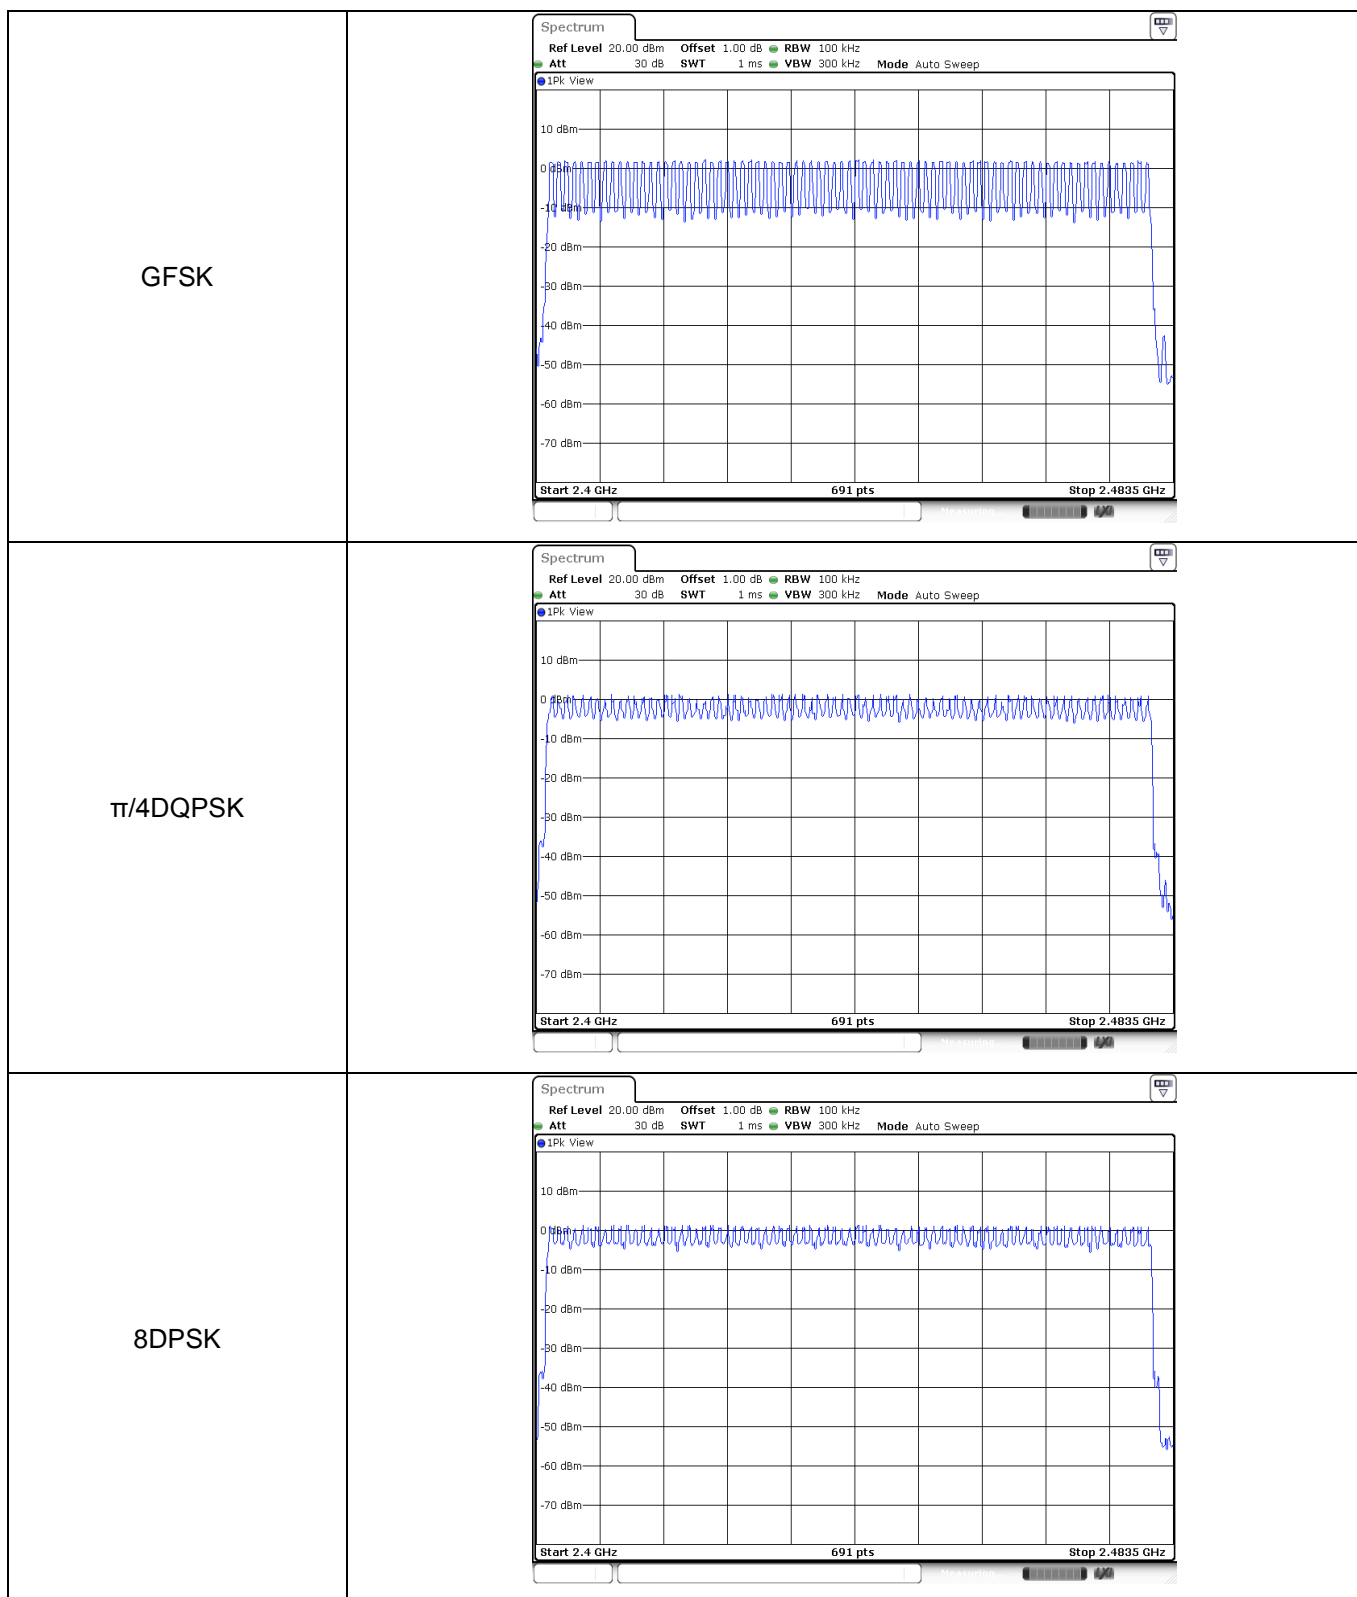 GFSK
Spectrum
Ref Level 20.00 dBm Offset 1.00 dB RBW 100 kHz
Att 30 dB SWT 1 ms VBW 300 kHz Mode Auto Sweep
1Pk View
10 dBm
0 dBm
-10 dBm
-20 dBm
-30 dBm
-40 dBm
-50 dBm
-60 dBm
-70 dBm
Start 2.4 GHz 691 pts Stop 2.4835 GHz
Measuring...
π/4DQPSK
Spectrum
Ref Level 20.00 dBm Offset 1.00 dB RBW 100 kHz
Att 30 dB SWT 1 ms VBW 300 kHz Mode Auto Sweep
1Pk View
10 dBm
0 dBm
-10 dBm
-20 dBm
-30 dBm
-40 dBm
-50 dBm
-60 dBm
-70 dBm
Start 2.4 GHz 691 pts Stop 2.4835 GHz
Measuring...
8DPSK
Spectrum
Ref Level 20.00 dBm Offset 1.00 dB RBW 100 kHz
Att 30 dB SWT 1 ms VBW 300 kHz Mode Auto Sweep
1Pk View
10 dBm
0 dBm
-10 dBm
-20 dBm
-30 dBm
-40 dBm
-50 dBm
-60 dBm
-70 dBm
Start 2.4 GHz 691 pts Stop 2.4835 GHz
Measuring...